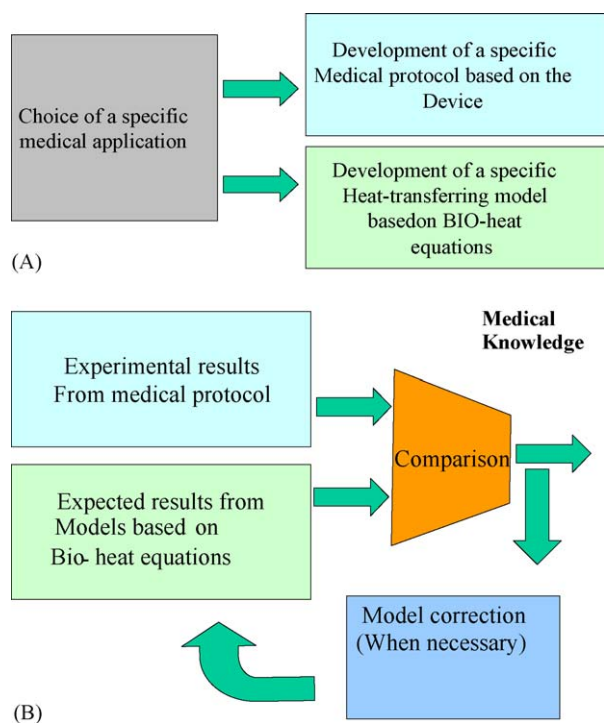 Choice of a specific
medical application
Development of a specific
Medical protocol based on the
Device
Development of a specific
Heat-transferring model
basedon BIO-heat
equations
(A)
Medical
Knowledge
Experimental results
From medical protocol
Comparison
Expected results from
Models based on
Bio- heat equations
Model correction
(When necessary)
(B)